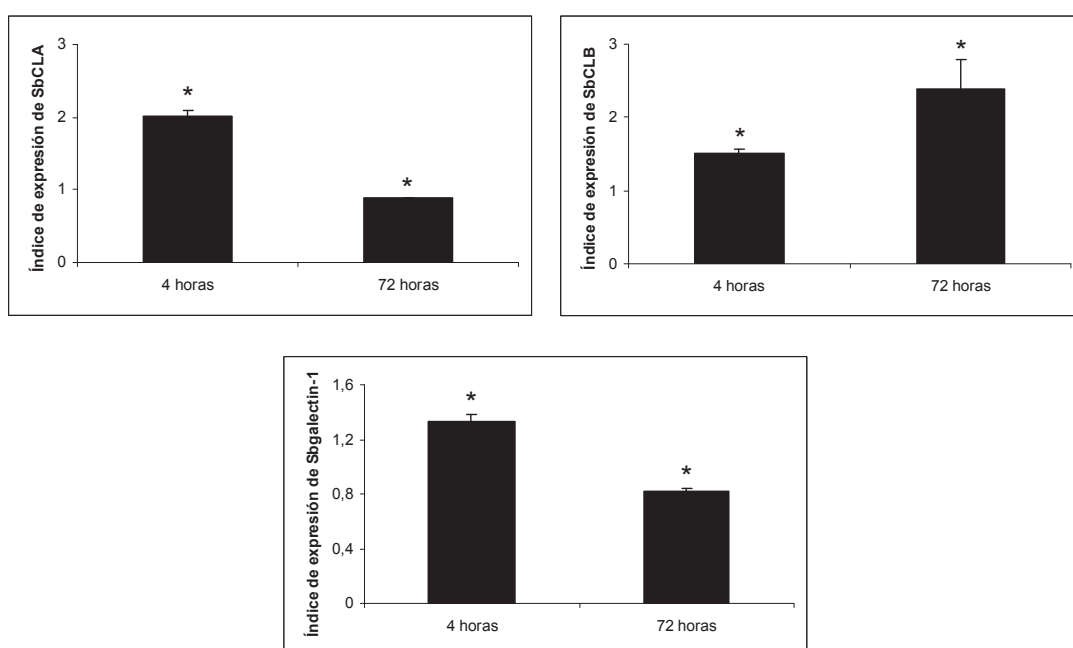 Índice de expresión de SbCLA
3
2
1
0
*
*
4 horas
72 horas
Índice de expresión de SbCLB
3
2
1
0
*
*
4 horas
72 horas
Índice de expresión de Sbgalectin-1
1,6
1,2
0,8
0,4
0
*
*
4 horas
72 horas